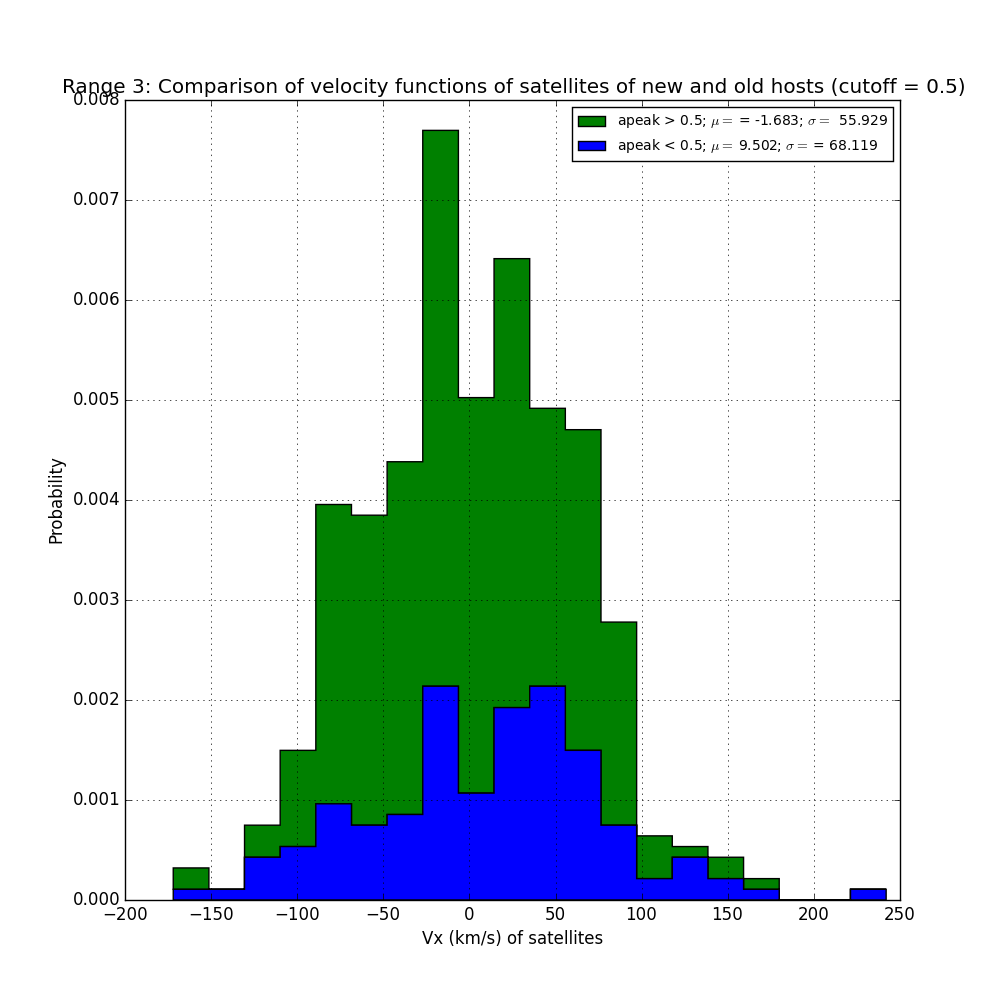 Range 3: Comparison of velocity functions of satellites of new and old hosts (cutoff = 0.5)
apeak > 0.5; μ = = -1.683; σ = 55.929
apeak < 0.5; μ = 9.502; σ = = 68.119
0.008
0.007
0.006
0.005
0.004
0.003
0.002
0.001
0.000
Probability
−200 −150 −100 −50 0 50 100 150 200 250
Vx (km/s) of satellites